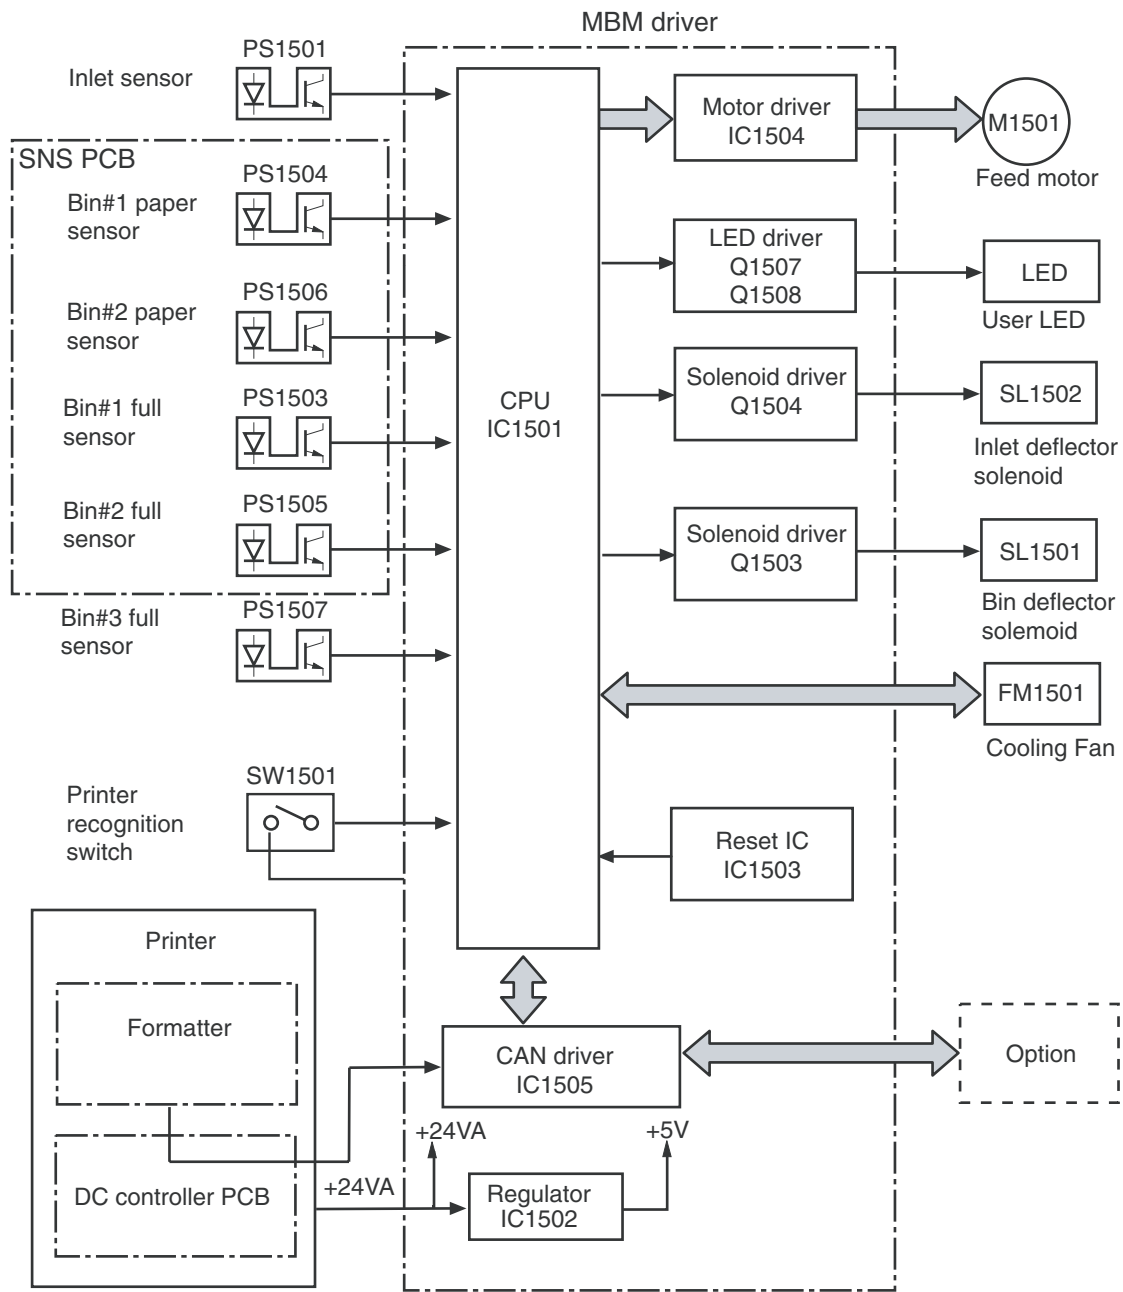 MBM driver
PS1501
Inlet sensor
SNS PCB
PS1504
Bin#1 paper
sensor
PS1506
Bin#2 paper
sensor
PS1503
Bin#1 full
sensor
PS1505
Bin#2 full
sensor
PS1507
Bin#3 full
sensor
SW1501
Printer
recognition
switch
CPU
IC1501
Motor driver
IC1504
M1501
Feed motor
LED driver
Q1507
Q1508
LED
User LED
Solenoid driver
Q1504
SL1502
Inlet deflector
solenoid
Solenoid driver
Q1503
SL1501
Bin deflector
solemoid
FM1501
Cooling Fan
Reset IC
IC1503
Printer
Formatter
DC controller PCB
CAN driver
IC1505
Option
+24VA
+24VA
+5V
Regulator
IC1502